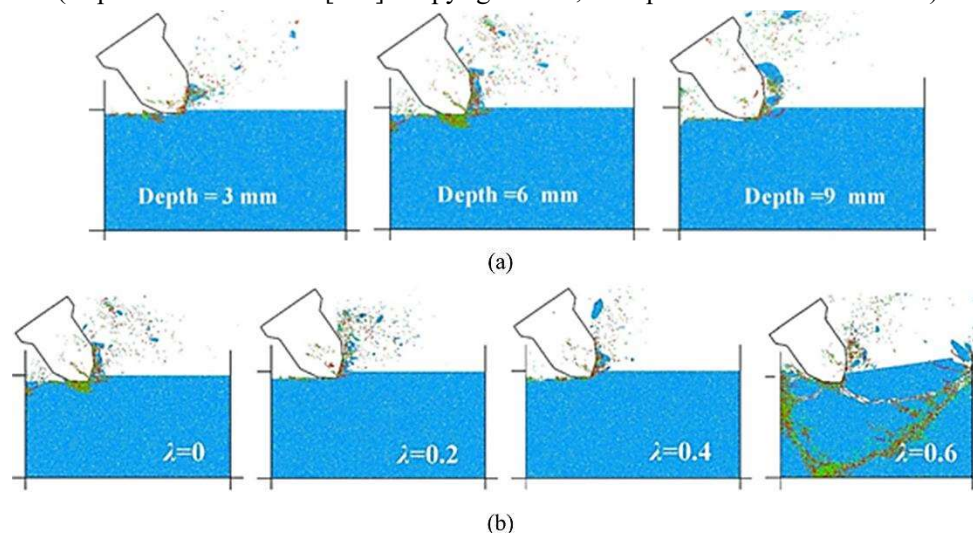 Depth = 3 mm
Depth =6 mm
Depth =9 mm
(a)
λ=0
λ=0.2
λ=0.4
λ=0.6
(b)